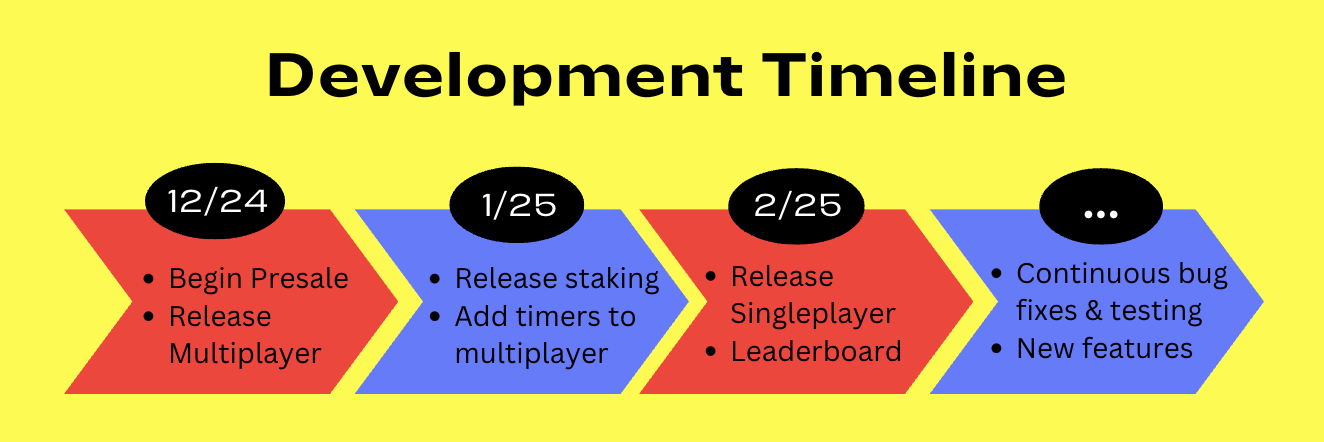 Development Timeline
12/24
• Begin Presale
• Release
Multiplayer
1/25
• Release staking
• Add timers to
multiplayer
2/25
• Release
Singleplayer
• Leaderboard
...
• Continuous bug
fixes & testing
• New features